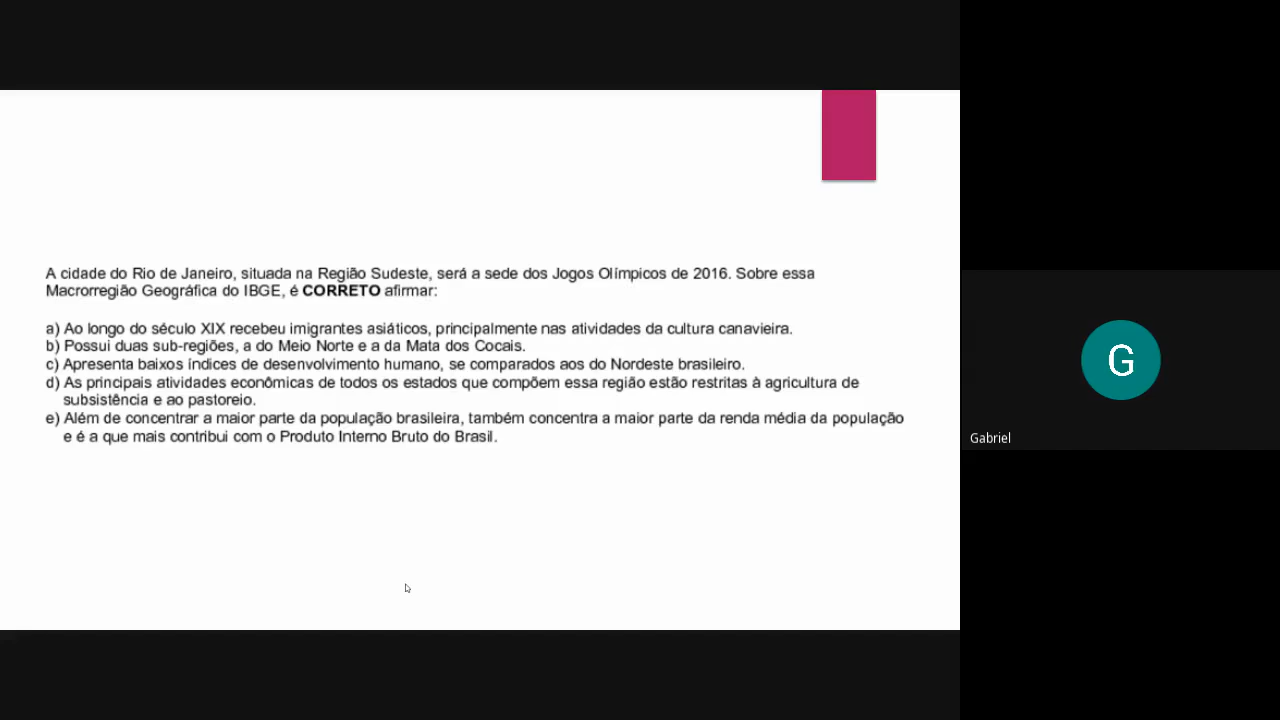 A cidade do Rio de Janeiro, situada na Região Sudeste, será a sede dos Jogos Olímpicos de 2016. Sobre essa
Macrorregião Geográfica do IBGE, é CORRETO afirmar:
a) Ao longo do século XIX recebeu imigrantes asiáticos, principalmente nas atividades da cultura canavieira.
b) Possui duas sub-regiões, a do Meio Norte e a da Mata dos Cocais.
c) Apresenta baixos índices de desenvolvimento humano, se comparados aos do Nordeste brasileiro.
d) As principais atividades econômicas de todos os estados que compõem essa região estão restritas à agricultura de
subsistência e ao pastoreio.
e) Além de concentrar a maior parte da população brasileira, também concentra a maior parte da renda média da população
e é a que mais contribui com o Produto Interno Bruto do Brasil.
G
Gabriel